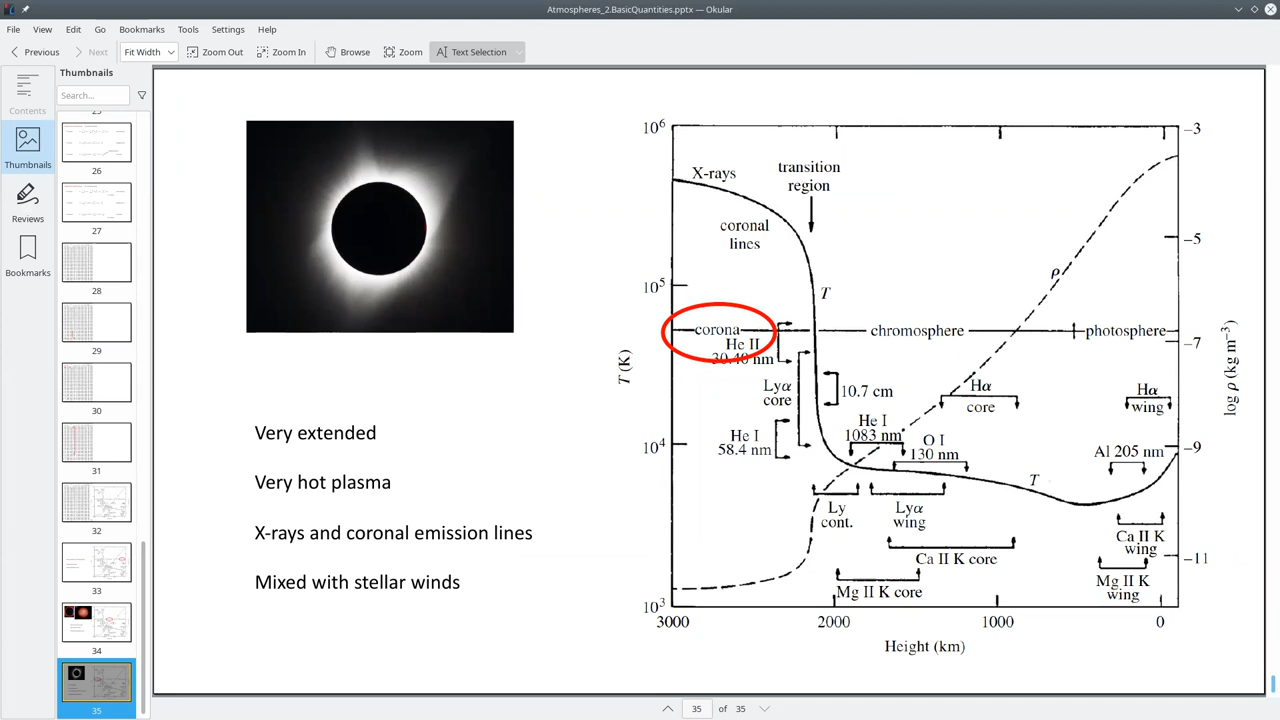 Atmospheres_2.BasicQuantities.pptx — Okular
File View Edit Go Bookmarks Tools Settings Help
Previous Next Fit Width Zoom Out Zoom In Browse Zoom Text Selection
Contents
Thumbnails
Reviews
Bookmarks
Thumbnails
Search...
25
26
27
28
29
30
31
32
33
34
35
Very extended
Very hot plasma
X-rays and coronal emission lines
Mixed with stellar winds
10⁶
10⁵
10⁴
10³
T (K)
X-rays
transition
region
coronal
lines
T
ρ
corona
chromosphere
photosphere
He II
30.40 nm
Lyα
core
10.7 cm
Hα
core
Hα
wing
He I
58.4 nm
He I
1083 nm
O I
130 nm
Al 205 nm
T
Ly
cont.
Lyα
wing
Ca II K
wing
Ca II K core
Mg II K core
Mg II K
wing
−3
−5
−7
−9
−11
log ρ (kg m⁻³)
3000 2000 1000 0
Height (km)
35 of 35